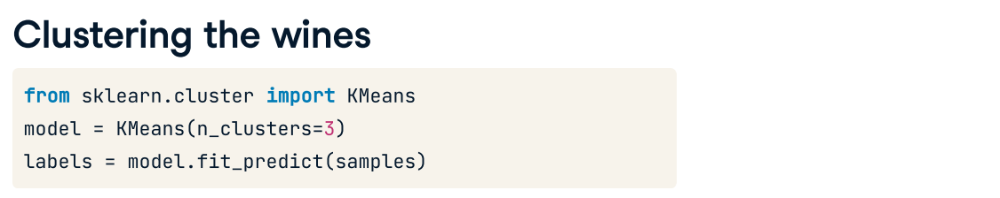 Clustering the wines
from sklearn.cluster import KMeans
model = KMeans(n_clusters=3)
labels = model.fit_predict(samples)